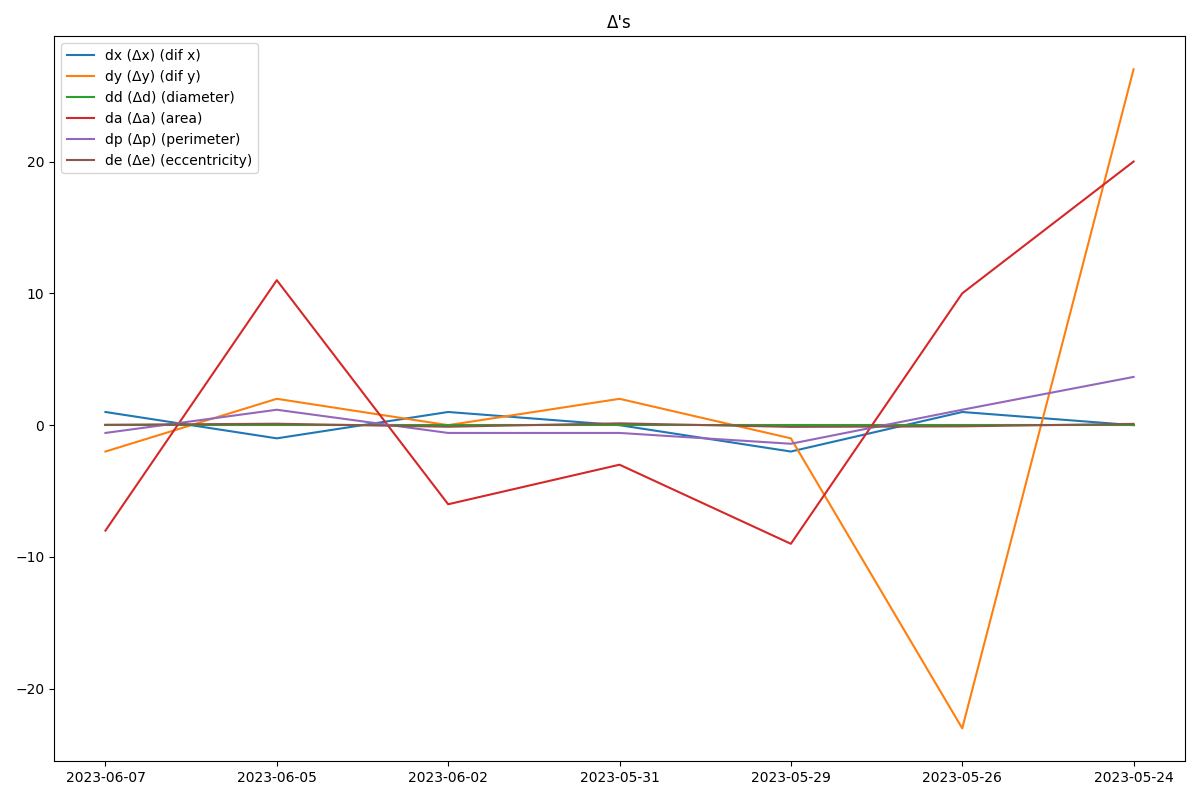 Δ's
dx (Δx) (dif x)
dy (Δy) (dif y)
dd (Δd) (diameter)
da (Δa) (area)
dp (Δp) (perimeter)
de (Δe) (eccentricity)
20
10
0
−10
−20
2023-06-07 2023-06-05 2023-06-02 2023-05-31 2023-05-29 2023-05-26 2023-05-24